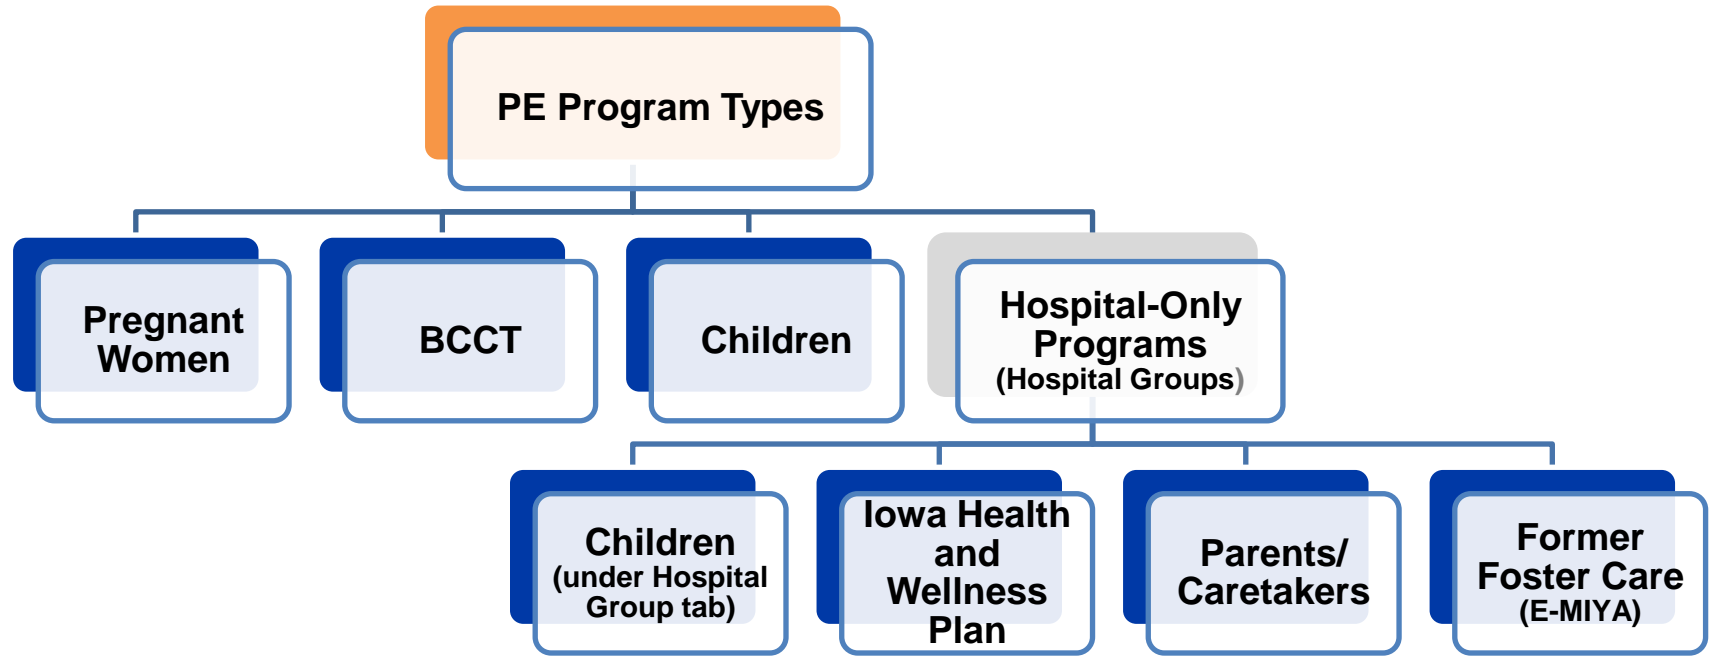 PE Program Types
Pregnant
Women
BCCT
Children
Hospital-Only
Programs
(Hospital Groups)
Children
(under Hospital
Group tab)
Iowa Health
and
Wellness
Plan
Parents/
Caretakers
Former
Foster Care
(E-MIYA)